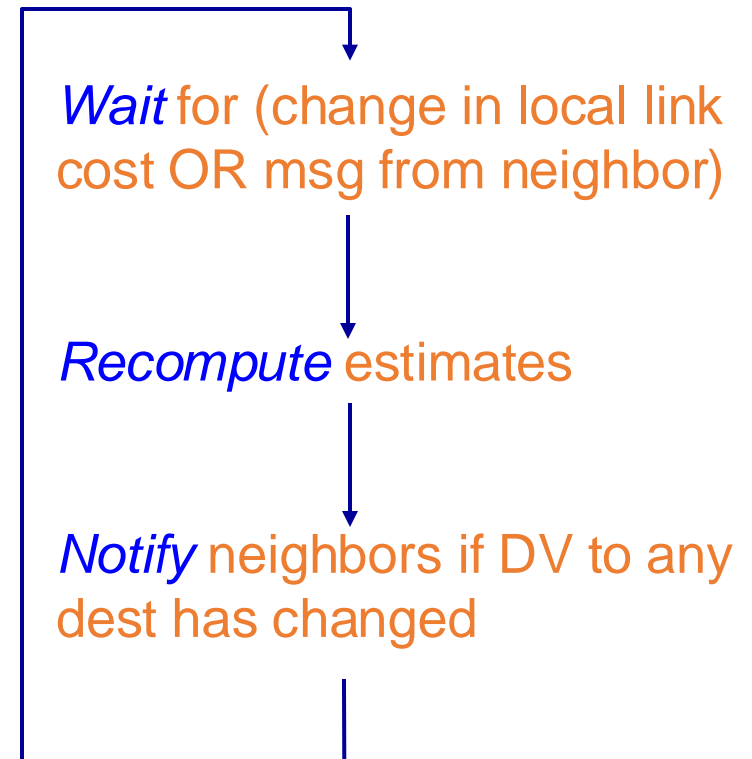 Wait for (change in local link
cost OR msg from neighbor)
Recompute estimates
Notify neighbors if DV to any
dest has changed